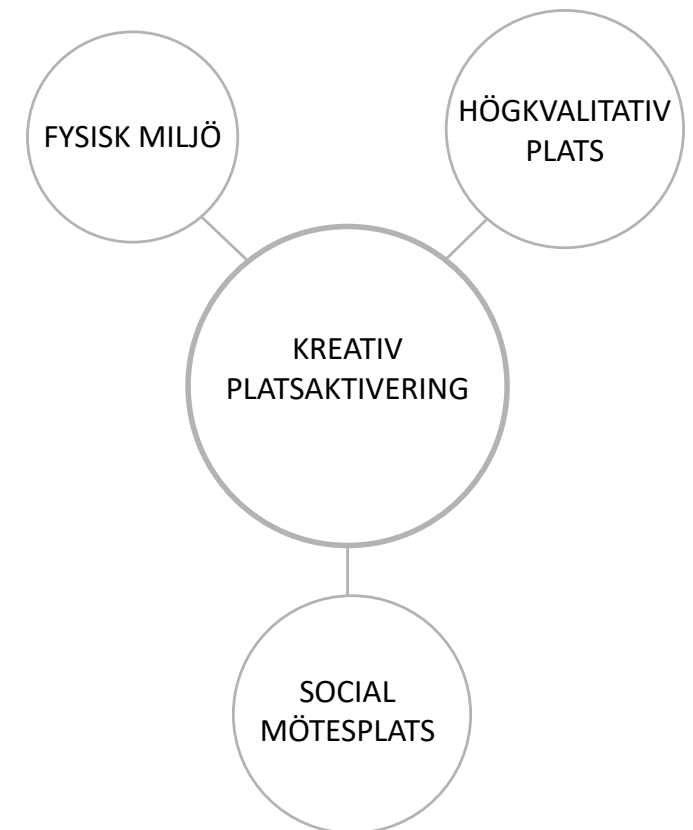 FYSISK MILJÖ
HÖGKVALITATIV
PLATS
KREATIV
PLATSAKTIVERING
SOCIAL
MÖTESPLATS